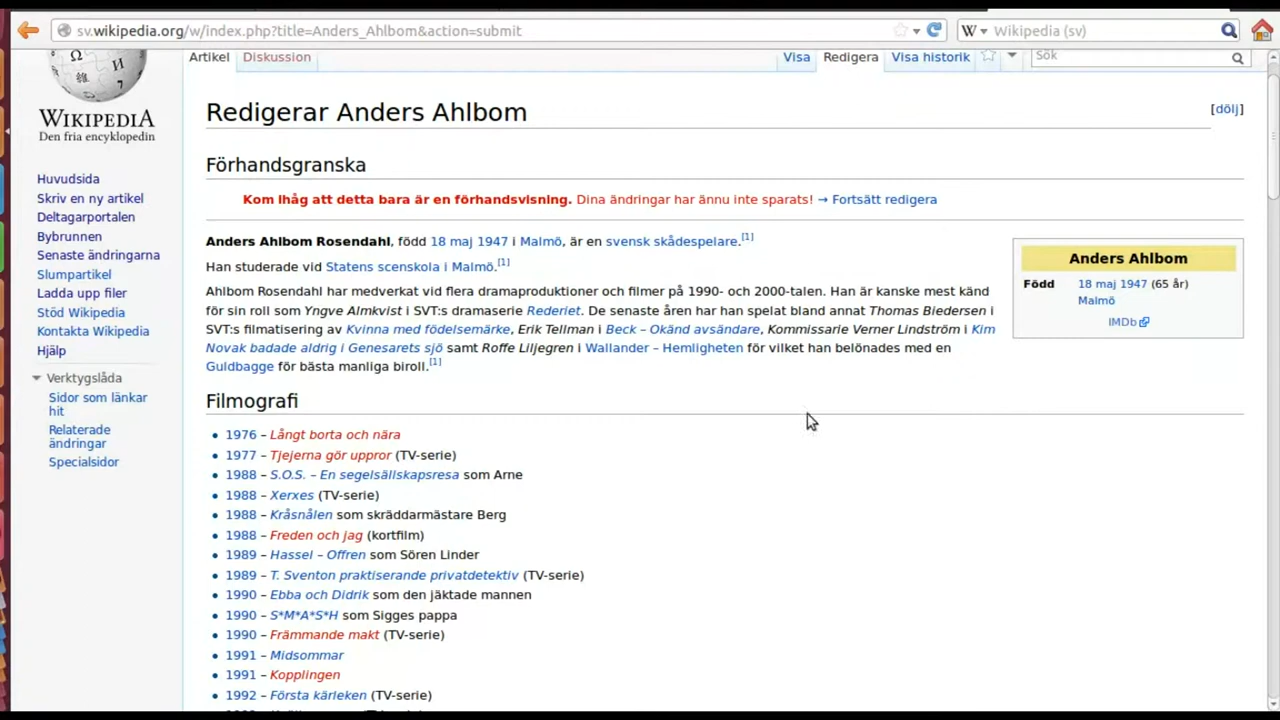 sv.wikipedia.org/w/index.php?title=Anders_Ahlbom&action=submit
W Wikipedia (sv)
Artikel Diskussion Visa Redigera Visa historik Sök
Ω И 維
WIKIPEDIA
Den fria encyklopedin
Huvudsida
Skriv en ny artikel
Deltagarportalen
Bybrunnen
Senaste ändringarna
Slumpartikel
Ladda upp filer
Stöd Wikipedia
Kontakta Wikipedia
Hjälp
Verktygslåda
Sidor som länkar
hit
Relaterade
ändringar
Specialsidor
Redigerar Anders Ahlbom
[dölj]
Förhandsgranska
Kom ihåg att detta bara är en förhandsvisning. Dina ändringar har ännu inte sparats! → Fortsätt redigera
Anders Ahlbom Rosendahl, född 18 maj 1947 i Malmö, är en svensk skådespelare.[1]
Han studerade vid Statens scenskola i Malmö.[1]
Ahlbom Rosendahl har medverkat vid flera dramaproduktioner och filmer på 1990- och 2000-talen. Han är kanske mest känd
för sin roll som Yngve Almkvist i SVT:s dramaserie Rederiet. De senaste åren har han spelat bland annat Thomas Biedersen i
SVT:s filmatisering av Kvinna med födelsemärke, Erik Tellman i Beck – Okänd avsändare, Kommissarie Verner Lindström i Kim
Novak badade aldrig i Genesarets sjö samt Roffe Liljegren i Wallander – Hemligheten för vilket han belönades med en
Guldbagge för bästa manliga biroll.[1]
Anders Ahlbom
Född 18 maj 1947 (65 år)
Malmö
IMDb
Filmografi
1976 – Långt borta och nära
1977 – Tjejerna gör uppror (TV-serie)
1988 – S.O.S. – En segelsällskapsresa som Arne
1988 – Xerxes (TV-serie)
1988 – Kråsnålen som skräddarmästare Berg
1988 – Freden och jag (kortfilm)
1989 – Hassel – Offren som Sören Linder
1989 – T. Sventon praktiserande privatdetektiv (TV-serie)
1990 – Ebba och Didrik som den jäktade mannen
1990 – S*M*A*S*H som Sigges pappa
1990 – Främmande makt (TV-serie)
1991 – Midsommar
1991 – Kopplingen
1992 – Första kärleken (TV-serie)